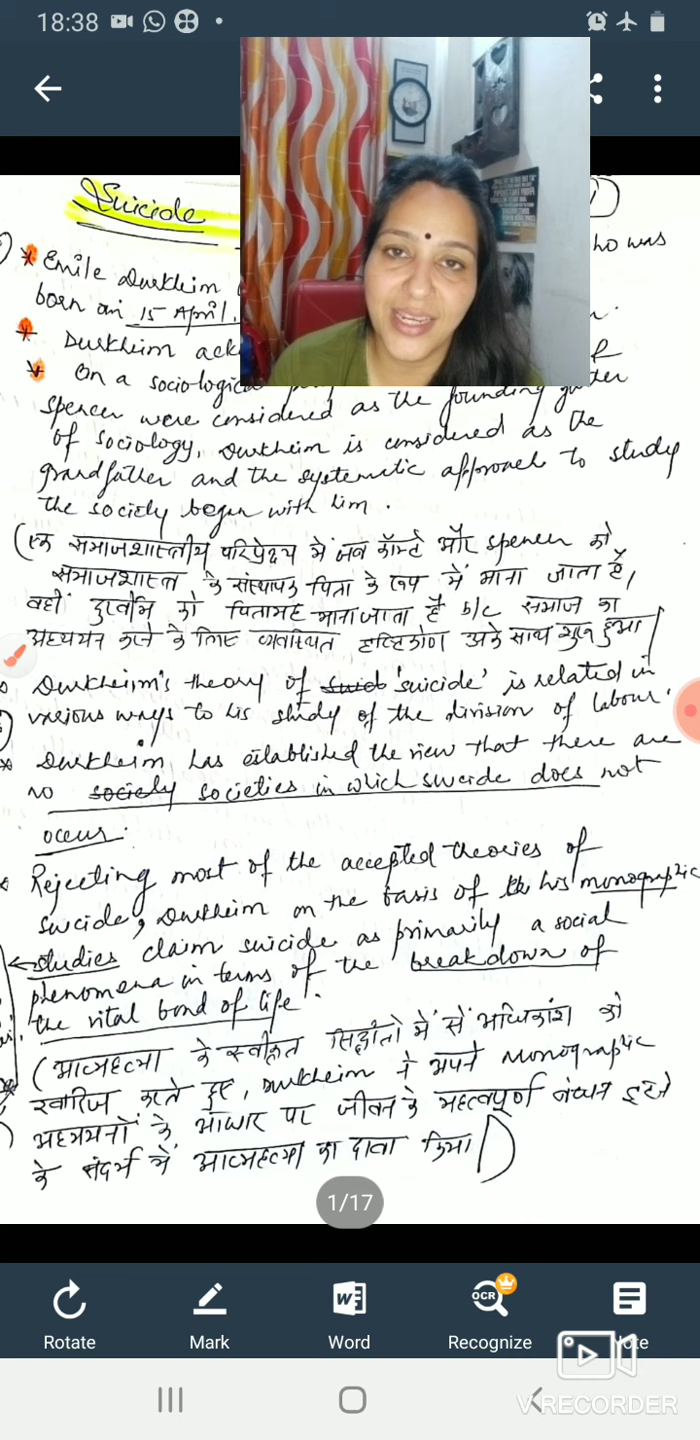 18:38
Suicide
Emile Durkheim
ho was
born on 15 April.
Durkheim ack
On a sociologica
Spencer were considered as the founding father
of sociology, Durkheim is considered as the
grandfather and the systematic approach to study
the society began with him.
(एक समाजशास्त्रीय परिप्रेक्ष्य में जब कॉम्टे और Spencer को
समाजशास्त्र के संस्थापक पिता के रूप में माना जाता है,
वहीं दुर्खीम को पितामह माना जाता है b/c समाज का
अध्ययन करने के लिए व्यवस्थित दृष्टिकोण उनके साथ शुरू हुआ)
Durkheim's theory of suicid 'suicide' is related in
various ways to his study of the division of labour.
Durkheim has established the view that there are
no society societies in which suicide does not
occur.
Rejecting most of the accepted theories of
suicide, Durkheim on the basis of his monographic
studies claim suicide as primarily a social
phenomena in terms of the breakdown of
the vital bond of life.
(आत्महत्या के स्वीकृत सिद्धांतो में से अधिकांश को
खारिज करते हुए, Durkheim ने अपने monographic
अध्ययनों के आधार पर जीवन के महत्वपूर्ण बंधन टूटने
के संदर्भ में आत्महत्या का दावा किया)
1/17
Rotate
Mark
W
Word
OCR
Recognize
Note
V RECORDER